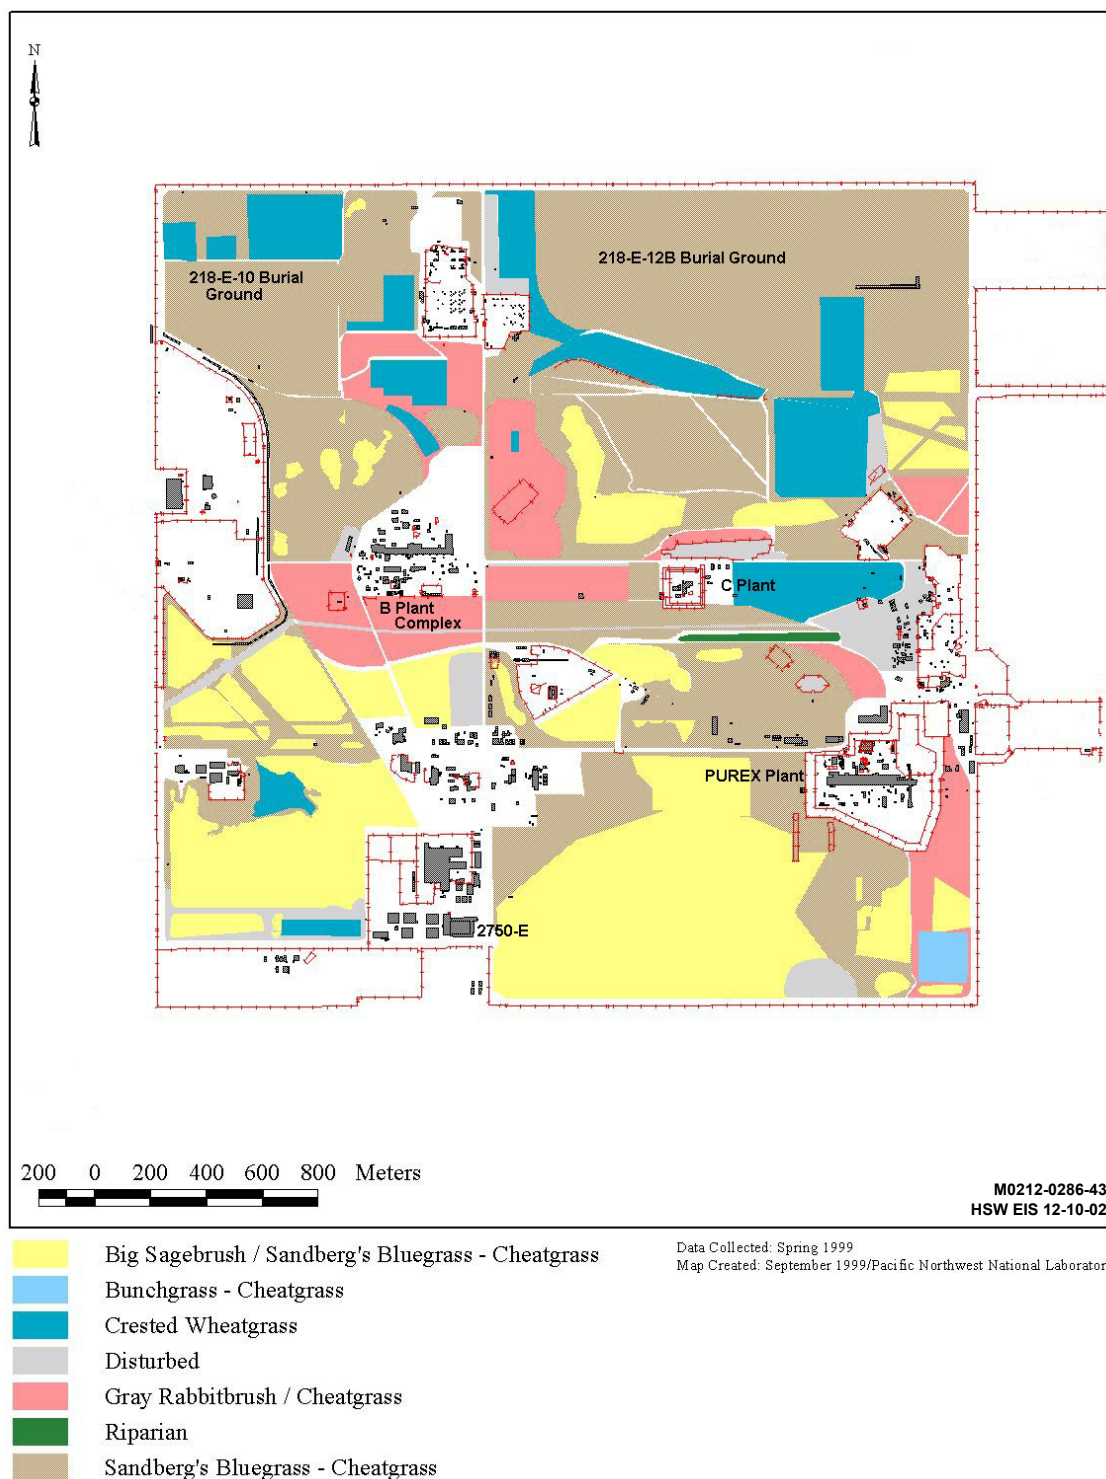 N
218-E-10 Burial
Ground
218-E-12B Burial Ground
C Plant
B Plant
Complex
PUREX Plant
2750-E
200 0 200 400 600 800 Meters
M0212-0286-43
HSW EIS 12-10-02
Big Sagebrush / Sandberg's Bluegrass - Cheatgrass
Bunchgrass - Cheatgrass
Crested Wheatgrass
Disturbed
Gray Rabbitbrush / Cheatgrass
Riparian
Sandberg's Bluegrass - Cheatgrass
Data Collected: Spring 1999
Map Created: September 1999/Pacific Northwest National Laborator